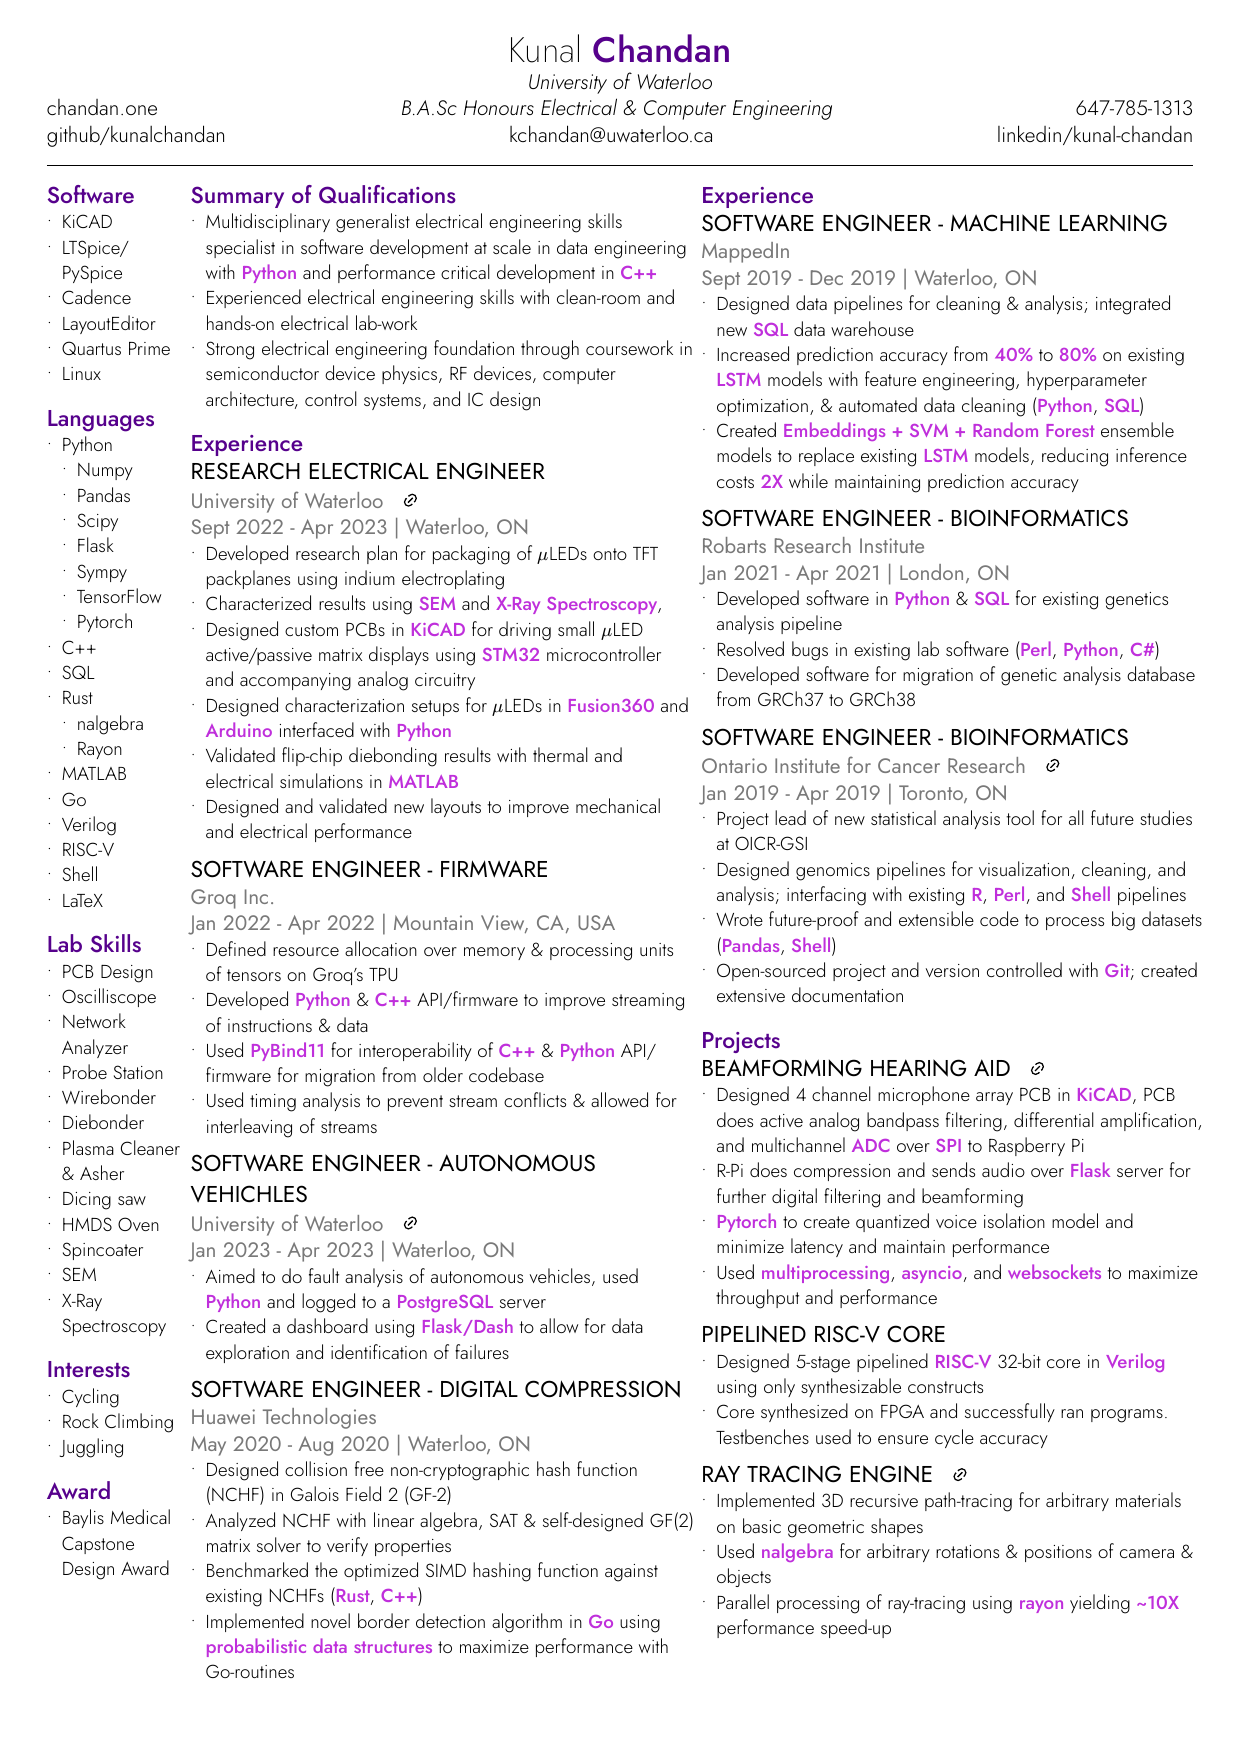 Kunal Chandan
University of Waterloo
chandan.one
B.A.Sc Honours Electrical & Computer Engineering
647-785-1313
github/kunalchandan
kchandan@uwaterloo.ca
linkedin/kunal-chandan
Software
· KiCAD
· LTSpice/
PySpice
· Cadence
· LayoutEditor
· Quartus Prime
· Linux
Languages
· Python
· Numpy
· Pandas
· Scipy
· Flask
· Sympy
· TensorFlow
· Pytorch
· C++
· SQL
· Rust
· nalgebra
· Rayon
· MATLAB
· Go
· Verilog
· RISC-V
· Shell
· LaTeX
Lab Skills
· PCB Design
· Oscilliscope
· Network
Analyzer
· Probe Station
· Wirebonder
· Diebonder
· Plasma Cleaner
& Asher
· Dicing saw
· HMDS Oven
· Spincoater
· SEM
· X-Ray
Spectroscopy
Interests
· Cycling
· Rock Climbing
· Juggling
Award
· Baylis Medical
Capstone
Design Award
Summary of Qualifications
· Multidisciplinary generalist electrical engineering skills
specialist in software development at scale in data engineering
with Python and performance critical development in C++
· Experienced electrical engineering skills with clean-room and
hands-on electrical lab-work
· Strong electrical engineering foundation through coursework in
semiconductor device physics, RF devices, computer
architecture, control systems, and IC design
Experience
RESEARCH ELECTRICAL ENGINEER
University of Waterloo
Sept 2022 - Apr 2023 | Waterloo, ON
· Developed research plan for packaging of μLEDs onto TFT
packplanes using indium electroplating
· Characterized results using SEM and X-Ray Spectroscopy,
· Designed custom PCBs in KiCAD for driving small μLED
active/passive matrix displays using STM32 microcontroller
and accompanying analog circuitry
· Designed characterization setups for μLEDs in Fusion360 and
Arduino interfaced with Python
· Validated flip-chip diebonding results with thermal and
electrical simulations in MATLAB
· Designed and validated new layouts to improve mechanical
and electrical performance
SOFTWARE ENGINEER - FIRMWARE
Groq Inc.
Jan 2022 - Apr 2022 | Mountain View, CA, USA
· Defined resource allocation over memory & processing units
of tensors on Groq's TPU
· Developed Python & C++ API/firmware to improve streaming
of instructions & data
· Used PyBind11 for interoperability of C++ & Python API/
firmware for migration from older codebase
· Used timing analysis to prevent stream conflicts & allowed for
interleaving of streams
SOFTWARE ENGINEER - AUTONOMOUS
VEHICHLES
University of Waterloo
Jan 2023 - Apr 2023 | Waterloo, ON
· Aimed to do fault analysis of autonomous vehicles, used
Python and logged to a PostgreSQL server
· Created a dashboard using Flask/Dash to allow for data
exploration and identification of failures
SOFTWARE ENGINEER - DIGITAL COMPRESSION
Huawei Technologies
May 2020 - Aug 2020 | Waterloo, ON
· Designed collision free non-cryptographic hash function
(NCHF) in Galois Field 2 (GF-2)
· Analyzed NCHF with linear algebra, SAT & self-designed GF(2)
matrix solver to verify properties
· Benchmarked the optimized SIMD hashing function against
existing NCHFs (Rust, C++)
· Implemented novel border detection algorithm in Go using
probabilistic data structures to maximize performance with
Go-routines
Experience
SOFTWARE ENGINEER - MACHINE LEARNING
MappedIn
Sept 2019 - Dec 2019 | Waterloo, ON
· Designed data pipelines for cleaning & analysis; integrated
new SQL data warehouse
· Increased prediction accuracy from 40% to 80% on existing
LSTM models with feature engineering, hyperparameter
optimization, & automated data cleaning (Python, SQL)
· Created Embeddings + SVM + Random Forest ensemble
models to replace existing LSTM models, reducing inference
costs 2X while maintaining prediction accuracy
SOFTWARE ENGINEER - BIOINFORMATICS
Robarts Research Institute
Jan 2021 - Apr 2021 | London, ON
· Developed software in Python & SQL for existing genetics
analysis pipeline
· Resolved bugs in existing lab software (Perl, Python, C#)
· Developed software for migration of genetic analysis database
from GRCh37 to GRCh38
SOFTWARE ENGINEER - BIOINFORMATICS
Ontario Institute for Cancer Research
Jan 2019 - Apr 2019 | Toronto, ON
· Project lead of new statistical analysis tool for all future studies
at OICR-GSI
· Designed genomics pipelines for visualization, cleaning, and
analysis; interfacing with existing R, Perl, and Shell pipelines
· Wrote future-proof and extensible code to process big datasets
(Pandas, Shell)
· Open-sourced project and version controlled with Git; created
extensive documentation
Projects
BEAMFORMING HEARING AID
· Designed 4 channel microphone array PCB in KiCAD, PCB
does active analog bandpass filtering, differential amplification,
and multichannel ADC over SPI to Raspberry Pi
· R-Pi does compression and sends audio over Flask server for
further digital filtering and beamforming
· Pytorch to create quantized voice isolation model and
minimize latency and maintain performance
· Used multiprocessing, asyncio, and websockets to maximize
throughput and performance
PIPELINED RISC-V CORE
· Designed 5-stage pipelined RISC-V 32-bit core in Verilog
using only synthesizable constructs
· Core synthesized on FPGA and successfully ran programs.
Testbenches used to ensure cycle accuracy
RAY TRACING ENGINE
· Implemented 3D recursive path-tracing for arbitrary materials
on basic geometric shapes
· Used nalgebra for arbitrary rotations & positions of camera &
objects
· Parallel processing of ray-tracing using rayon yielding ~10X
performance speed-up